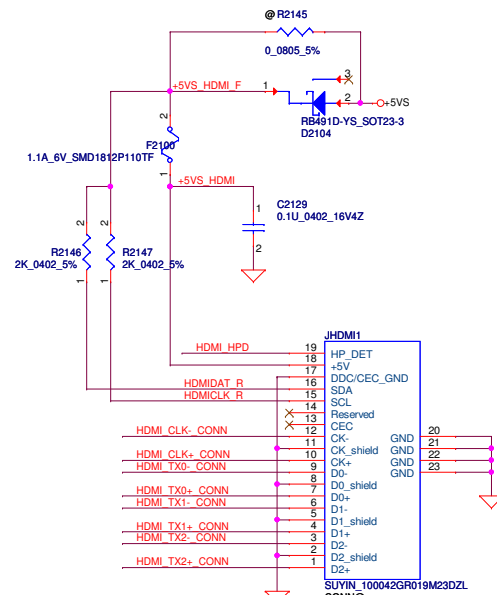 @ R2145
0_0805_5%
3
+5VS_HDMI_F
1
2
+5VS
RB491D-YS_SOT23-3
D2104
2
F2100
1.1A_6V_SMD1812P110TF
1
+5VS_HDMI
1
C2129
0.1U_0402_16V4Z
2
2
2
R2146
2K_0402_5%
R2147
2K_0402_5%
1
1
JHDMI1
HDMI_HPD 19 HP_DET
18 +5V
17 DDC/CEC_GND
HDMIDAT_R 16 SDA
HDMICLK_R 15 SCL
14 Reserved
13 CEC
HDMI_CLK-_CONN 12 CK- GND 20
11 CK_shield GND 21
HDMI_CLK+_CONN 10 CK+ GND 22
HDMI_TX0-_CONN 9 D0- GND 23
8 D0_shield
HDMI_TX0+_CONN 7 D0+
HDMI_TX1-_CONN 6 D1-
5 D1_shield
HDMI_TX1+_CONN 4 D1+
HDMI_TX2-_CONN 3 D2-
2 D2_shield
HDMI_TX2+_CONN 1 D2+
SUYIN_100042GR019M23DZL